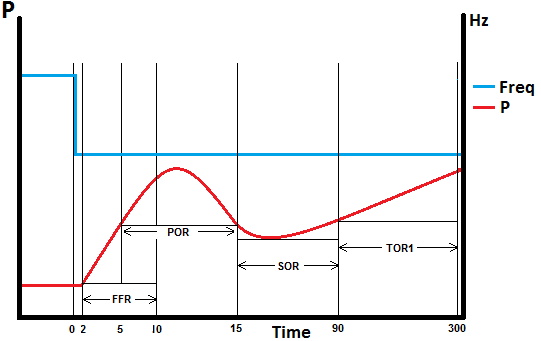 P
Hz
Freq
P
POR
TOR1
SOR
FFR
0 2 5 10 15 90 300
Time